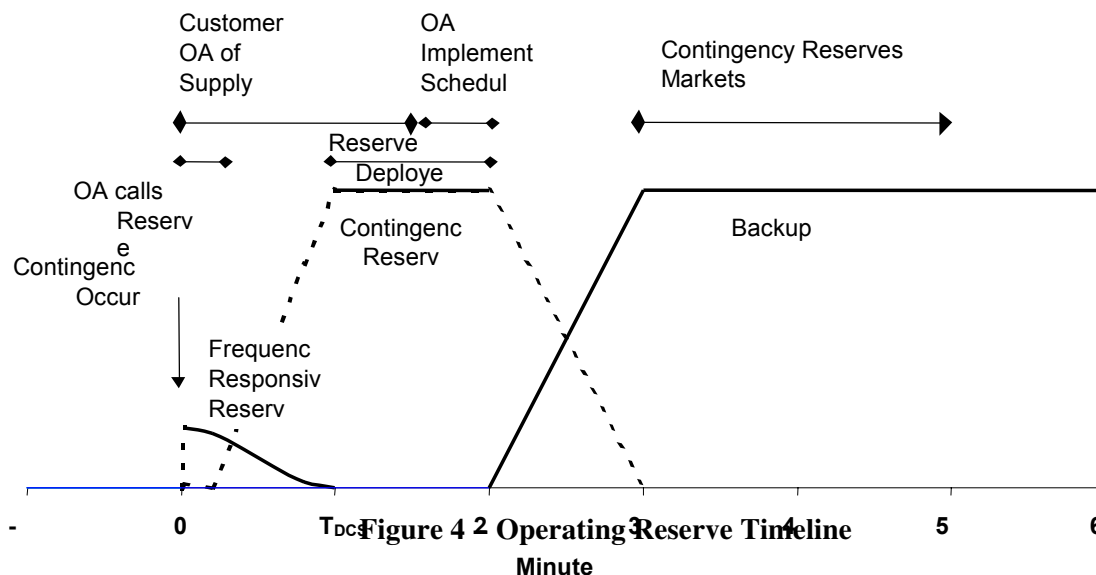 Customer
OA of
Supply
OA
Implement
Schedul
Contingency Reserves
Markets
Reserve
Deploye
OA calls
Reserv
e
Contingenc
Occur
Contingenc
Reserv
Backup
Frequenc
Responsiv
Reserv
- 0 TDCS 2 3 4 5 6
Figure 4 - Operating Reserve Timeline
Minute